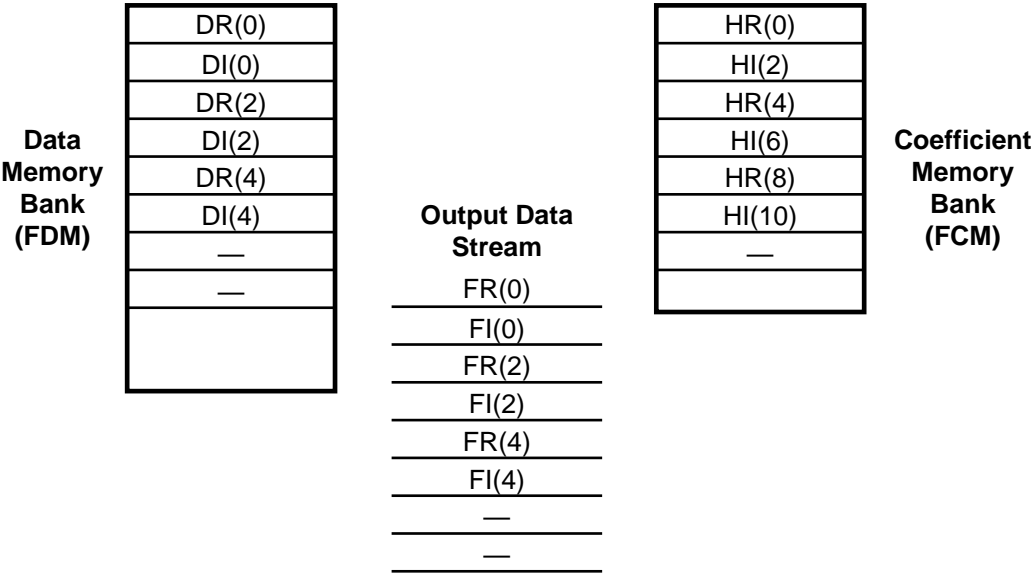 Data
Memory
Bank
(FDM)
DR(0)
DI(0)
DR(2)
DI(2)
DR(4)
DI(4)
—
—
Output Data
Stream
FR(0)
FI(0)
FR(2)
FI(2)
FR(4)
FI(4)
—
—
HR(0)
HI(2)
HR(4)
HI(6)
HR(8)
HI(10)
—
Coefficient
Memory
Bank
(FCM)